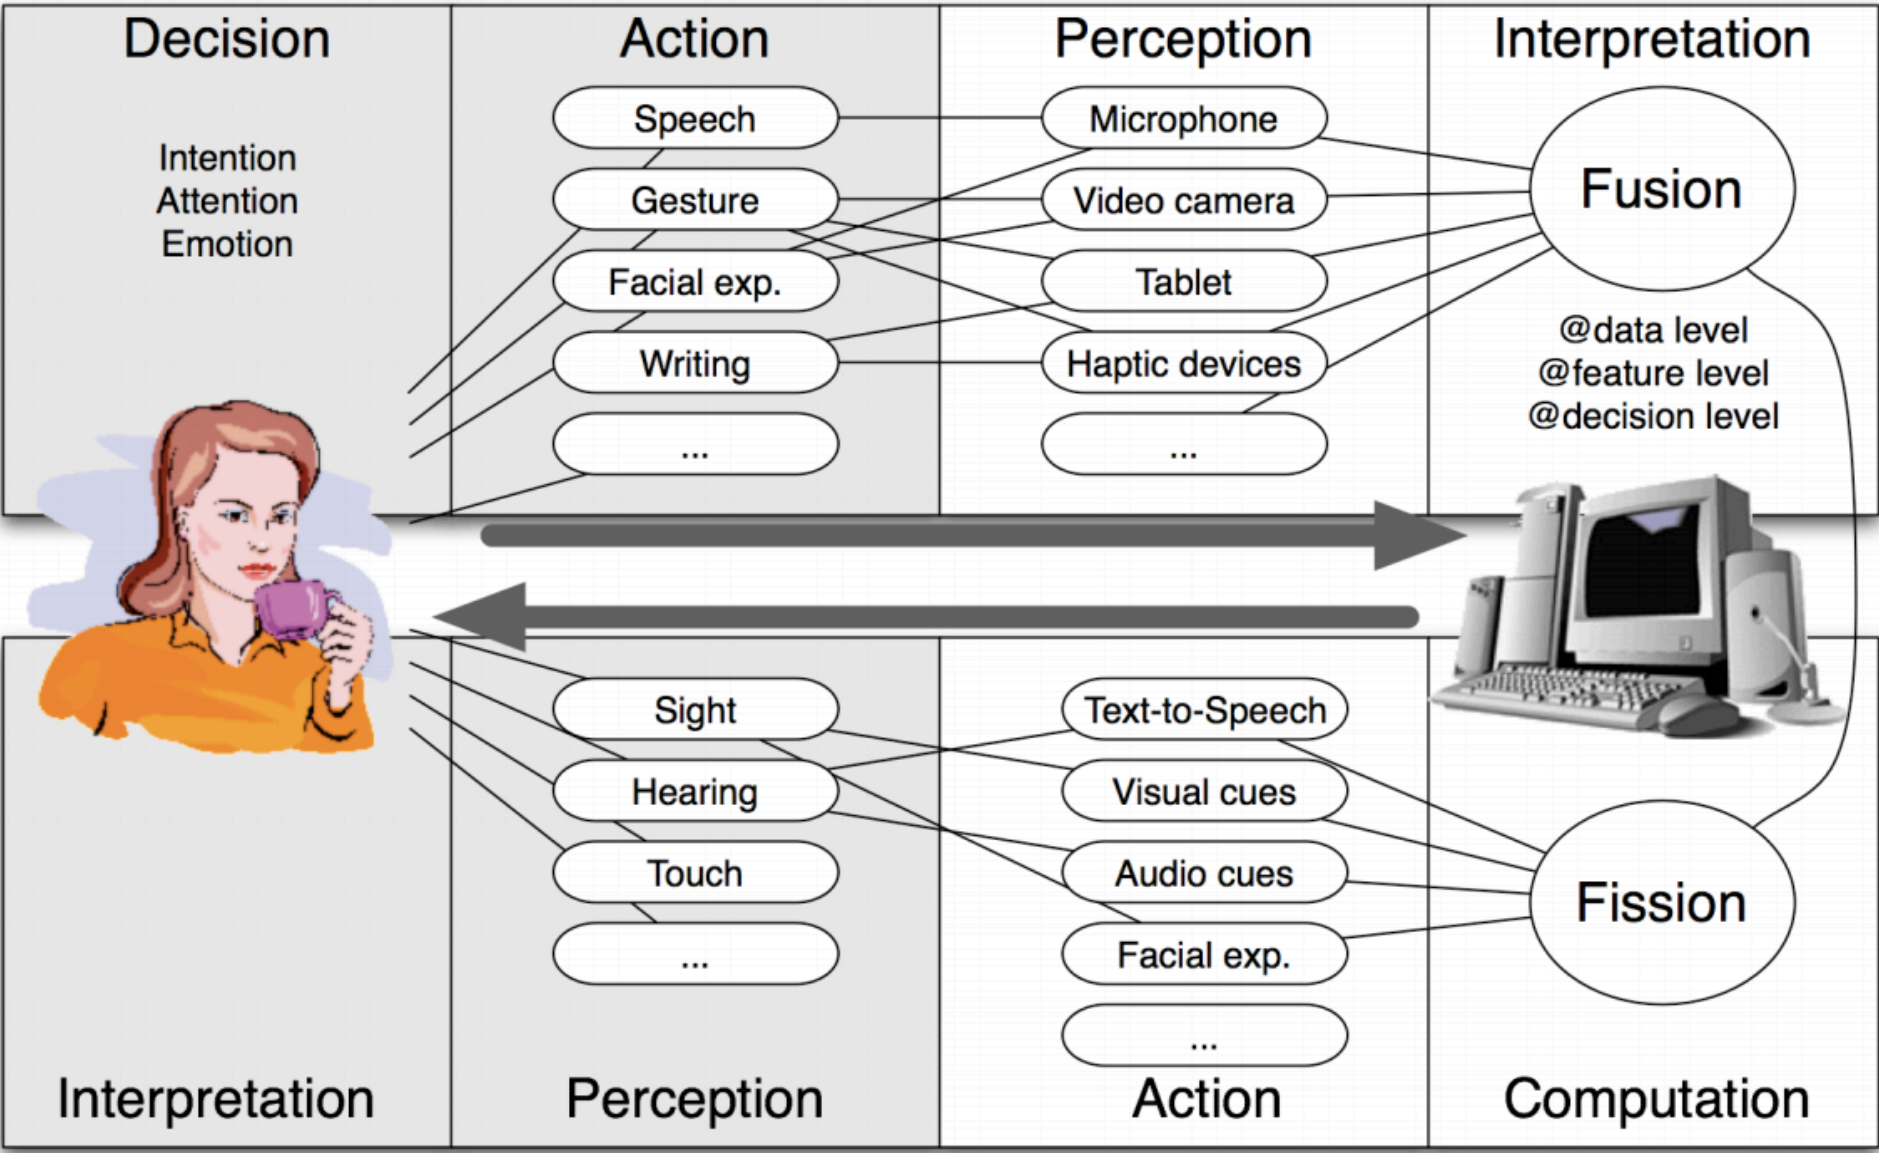 Decision
Intention
Attention
Emotion
Action
Speech
Gesture
Facial exp.
Writing
...
Perception
Microphone
Video camera
Tablet
Haptic devices
...
Interpretation
Fusion
@data level
@feature level
@decision level
Interpretation
Sight
Hearing
Touch
...
Perception
Text-to-Speech
Visual cues
Audio cues
Facial exp.
...
Action
Fission
Computation